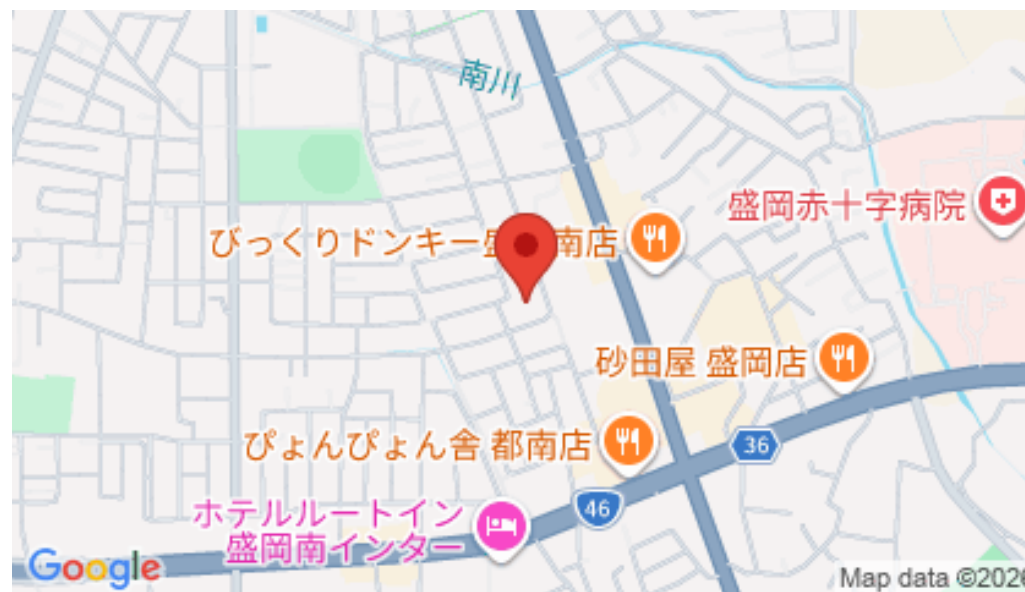 南川
盛岡赤十字病院
びっくりドンキー盛 南店
砂田屋 盛岡店
ぴょんぴょん舎 都南店
36
46
ホテルルートイン
盛岡南インター
Google
Map data ©2026